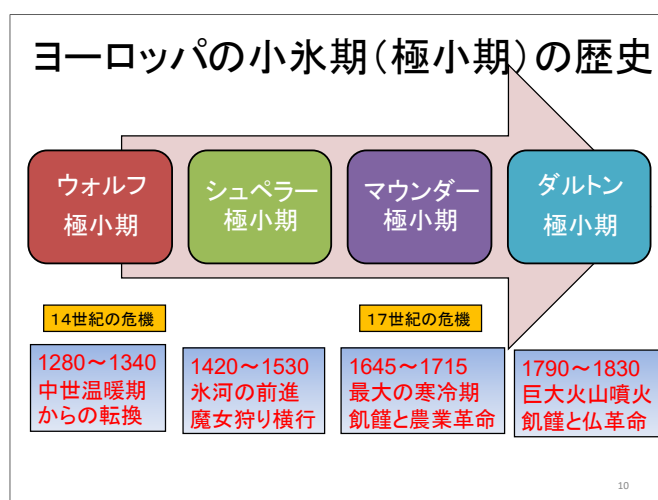 ヨーロッパの小氷期(極小期)の歴史
ウォルフ
極小期
シュペラー
極小期
マウンダー
極小期
ダルトン
極小期
14世紀の危機
17世紀の危機
1280～1340
中世温暖期
からの転換
1420～1530
氷河の前進
魔女狩り横行
1645～1715
最大の寒冷期
飢饉と農業革命
1790～1830
巨大火山噴火
飢饉と仏革命
10